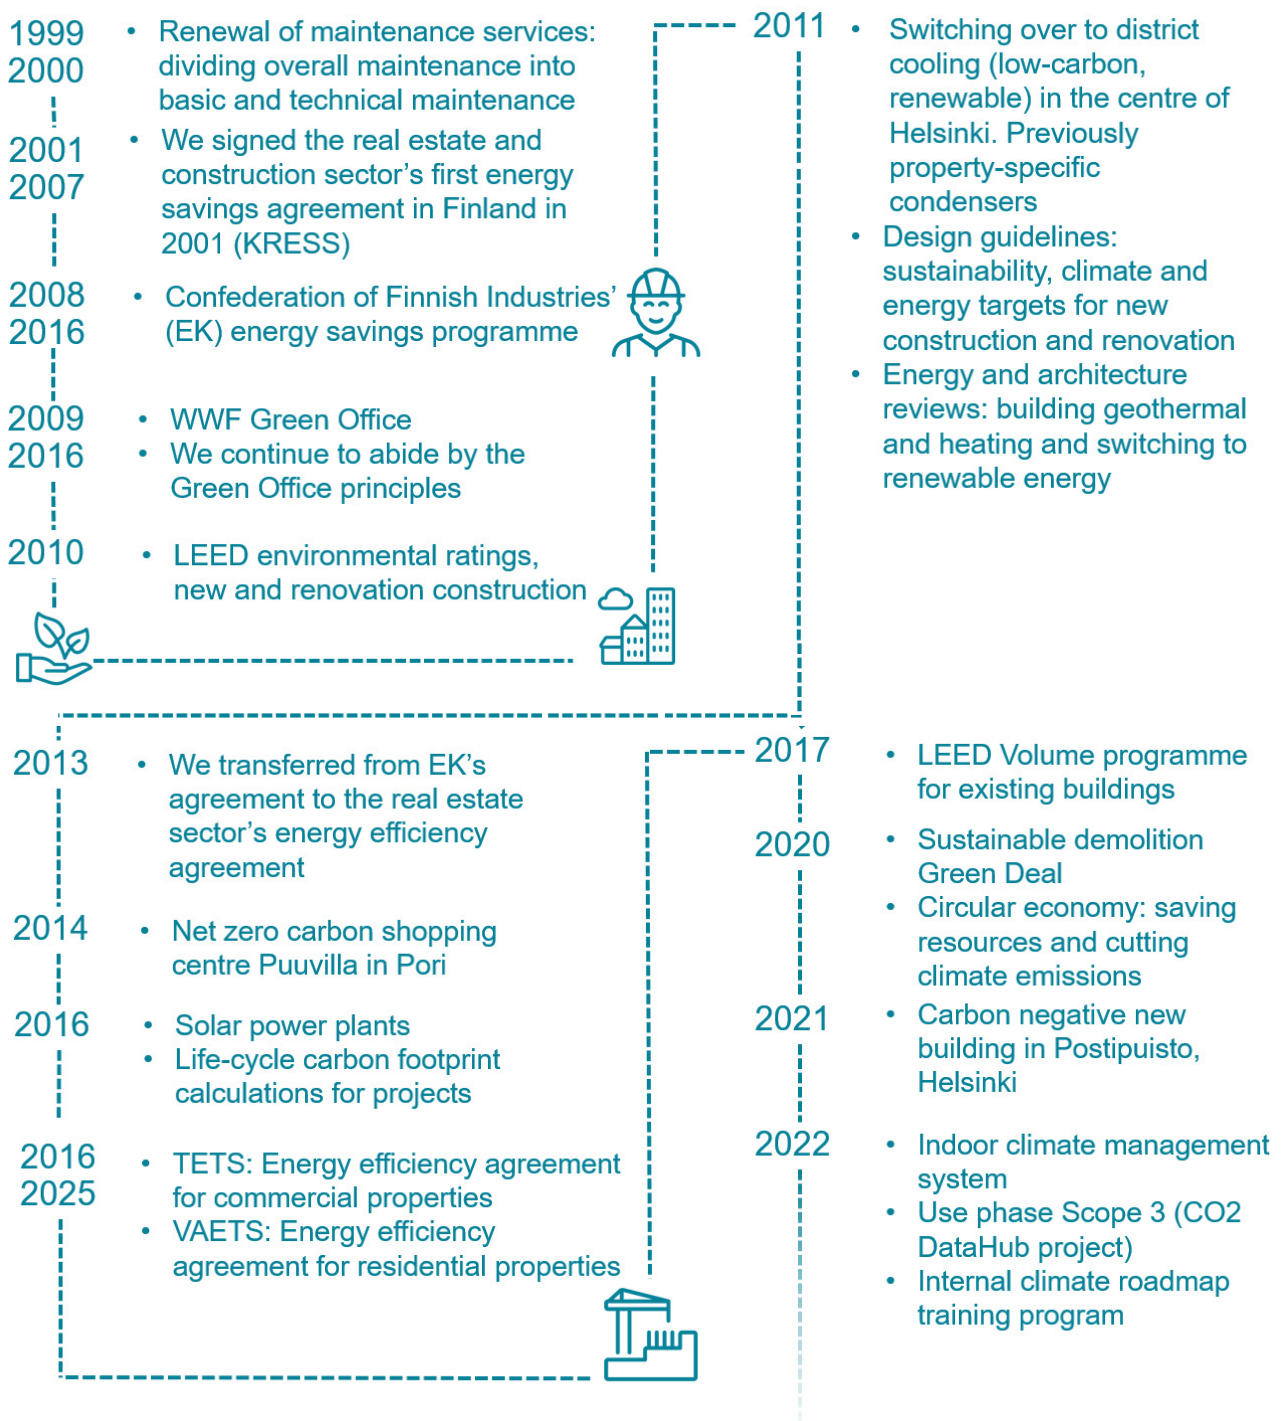 1999
2000
• Renewal of maintenance services:
dividing overall maintenance into
basic and technical maintenance
2001
2007
• We signed the real estate and
construction sector’s first energy
savings agreement in Finland in
2001 (KRESS)
2008
2016
• Confederation of Finnish Industries’
(EK) energy savings programme
2009
2016
• WWF Green Office
• We continue to abide by the
Green Office principles
2010
• LEED environmental ratings,
new and renovation construction
2011
• Switching over to district
cooling (low-carbon,
renewable) in the centre of
Helsinki. Previously
property-specific
condensers
• Design guidelines:
sustainability, climate and
energy targets for new
construction and renovation
• Energy and architecture
reviews: building geothermal
and heating and switching to
renewable energy
2013
• We transferred from EK’s
agreement to the real estate
sector’s energy efficiency
agreement
2014
• Net zero carbon shopping
centre Puuvilla in Pori
2016
• Solar power plants
• Life-cycle carbon footprint
calculations for projects
2016
2025
• TETS: Energy efficiency agreement
for commercial properties
• VAETS: Energy efficiency
agreement for residential properties
2017
• LEED Volume programme
for existing buildings
2020
• Sustainable demolition
Green Deal
• Circular economy: saving
resources and cutting
climate emissions
2021
• Carbon negative new
building in Postipuisto,
Helsinki
2022
• Indoor climate management
system
• Use phase Scope 3 (CO2
DataHub project)
• Internal climate roadmap
training program